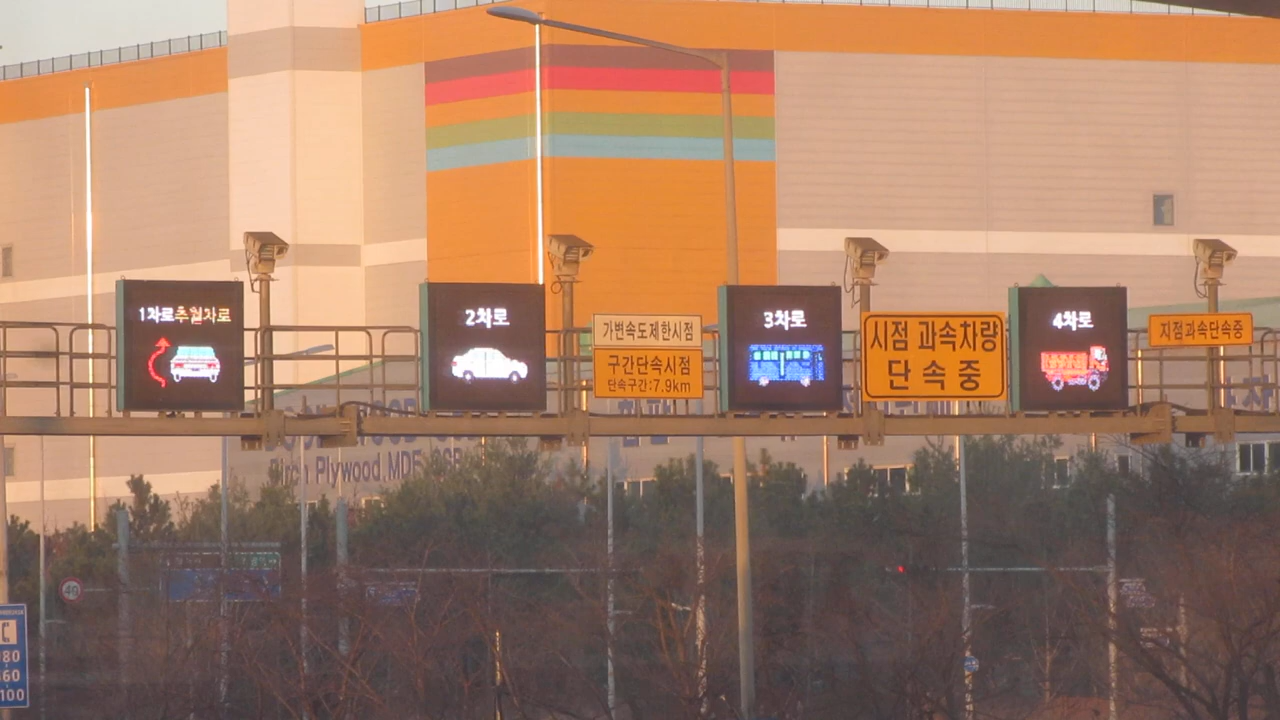 1차로추월차로
2차로
가변속도제한시점
구간단속시점
단속구간:7.9km
3차로
시점 과속차량
단속중
4차로
지점과속단속중
Plywood, MDF, OSB
40
80
60
100